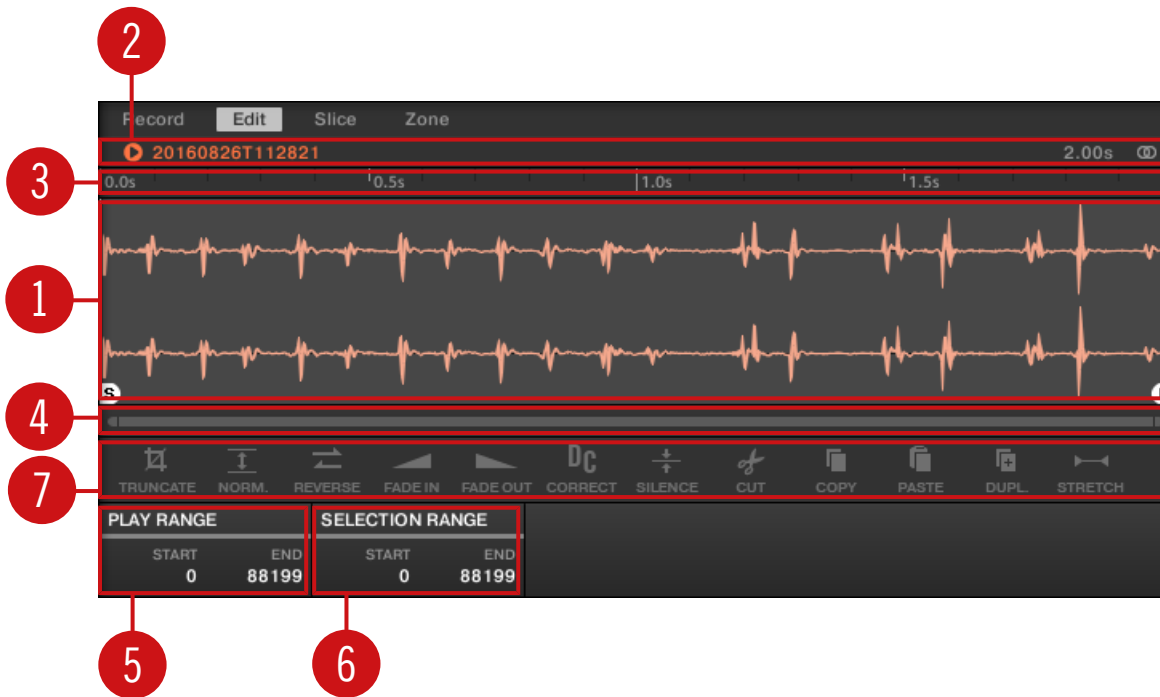 2
Record Edit Slice Zone
20160826T112821 2.00s
3
0.0s 0.5s 1.0s 1.5s
1
S
4
7
TRUNCATE NORM. REVERSE FADE IN FADE OUT DC CORRECT SILENCE CUT COPY PASTE DUPL. STRETCH
PLAY RANGE SELECTION RANGE
START END START END
0 88199 0 88199
5 6